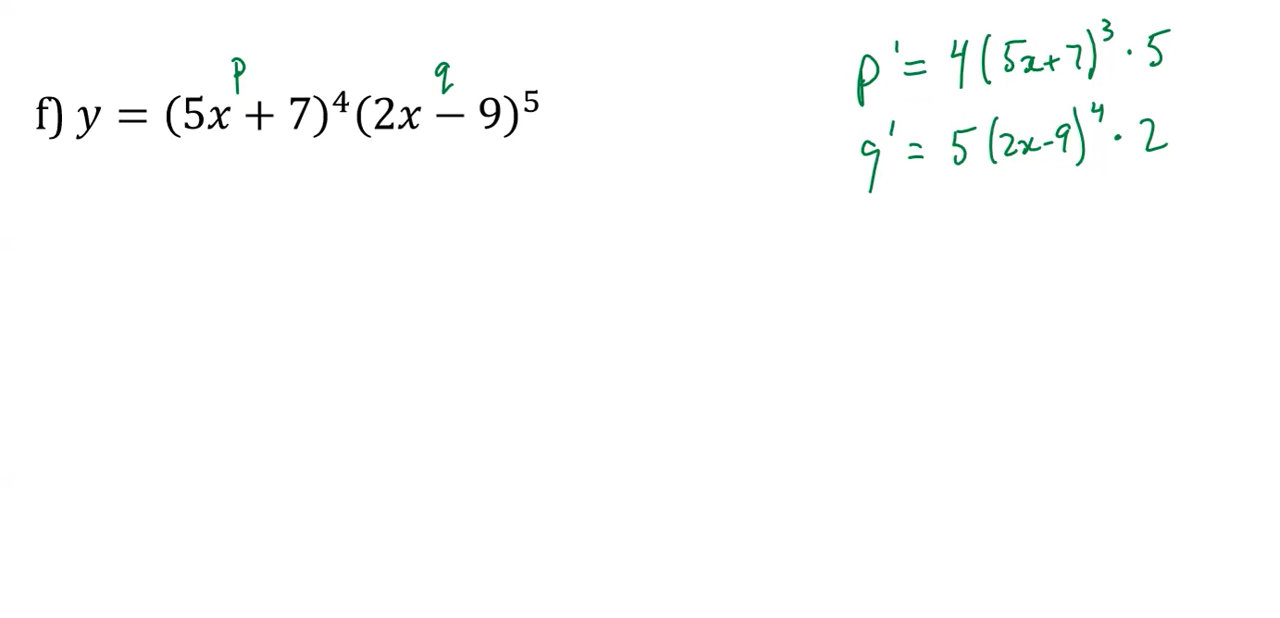 p q
f) y = (5x + 7)⁴(2x − 9)⁵
p' = 4(5x+7)³ · 5
q' = 5(2x-9)⁴ · 2